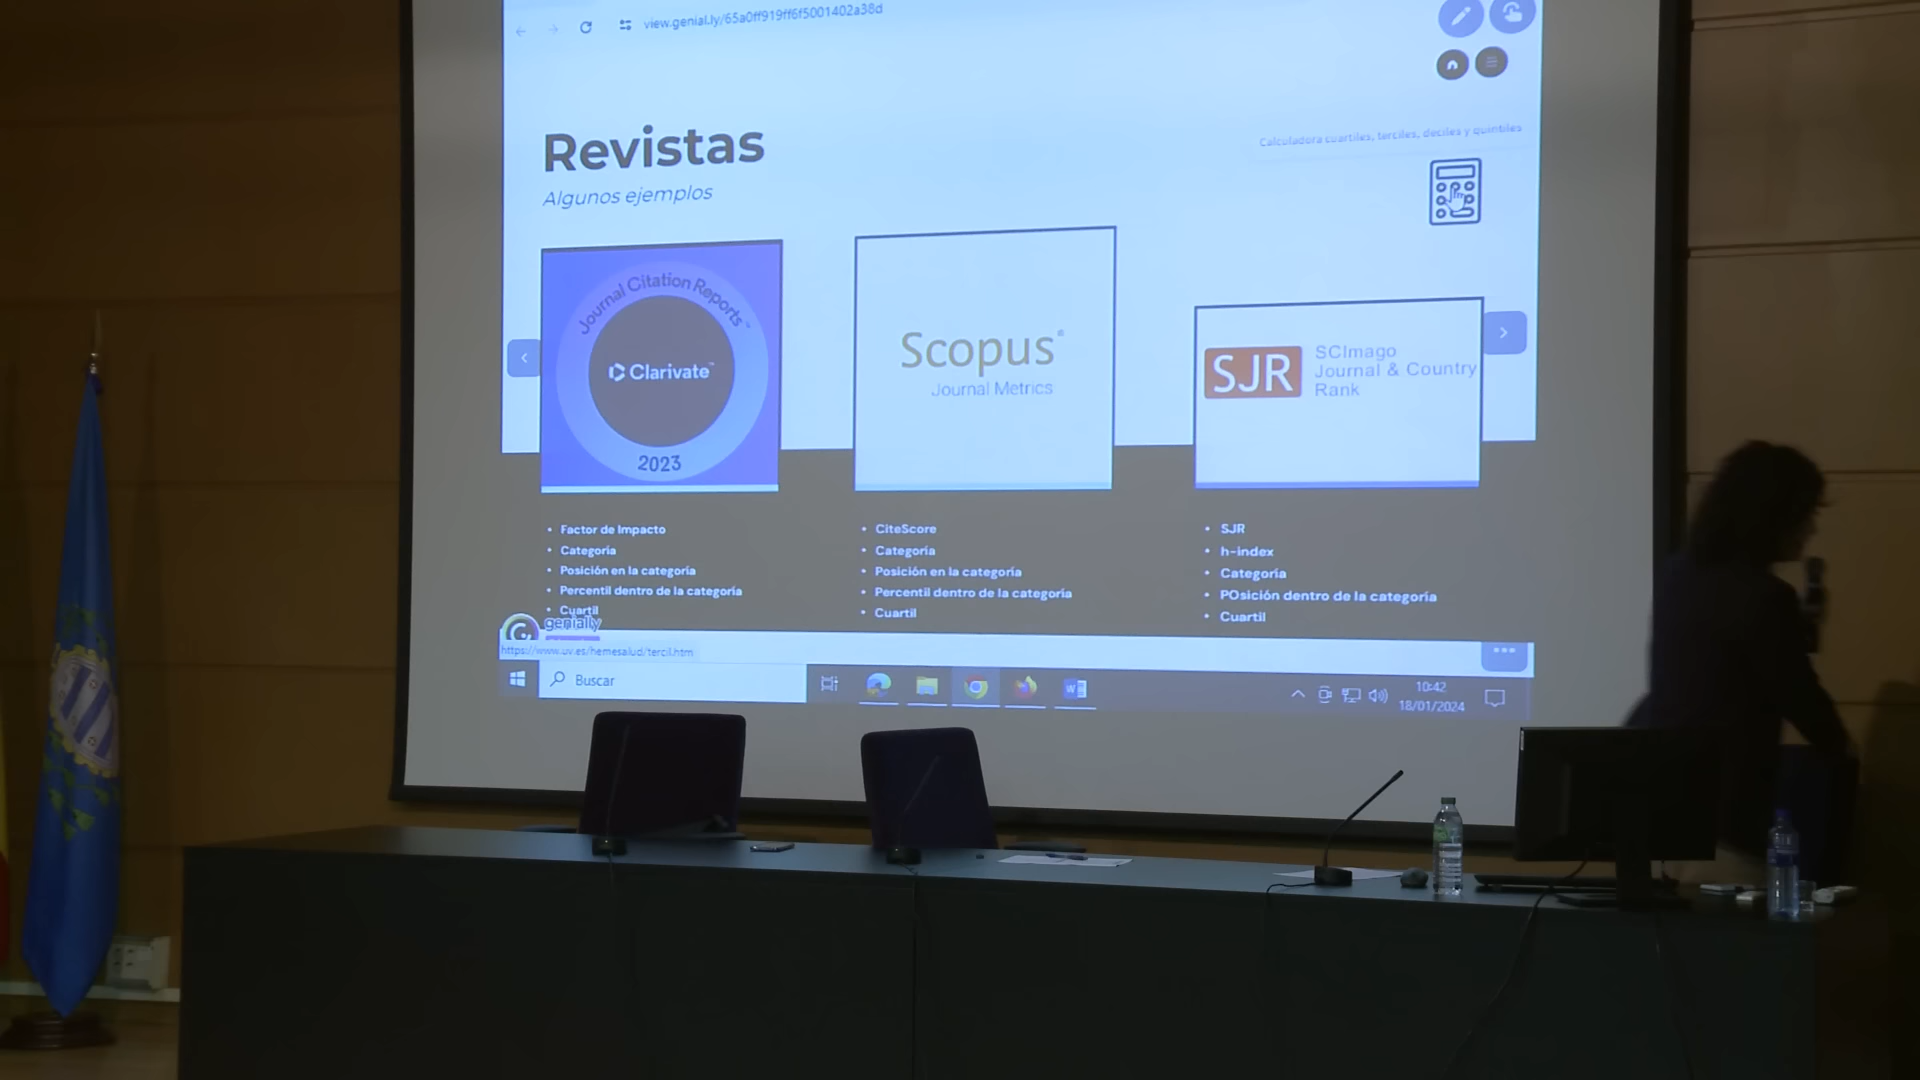 view.genial.ly/65a0ff919ff6f5001402a38d
Revistas
Algunos ejemplos
Calculadora cuartiles, terciles, deciles y quintiles
Journal Citation Reports™
Clarivate™
2023
Scopus®
Journal Metrics
SJR
SCImago
Journal & Country
Rank
• Factor de Impacto
• Categoría
• Posición en la categoría
• Percentil dentro de la categoría
• Cuartil
• CiteScore
• Categoría
• Posición en la categoría
• Percentil dentro de la categoría
• Cuartil
• SJR
• h-index
• Categoría
• POsición dentro de la categoría
• Cuartil
genially
https://www.uv.es/hemesalud/tercil.htm
Buscar
10:42
18/01/2024